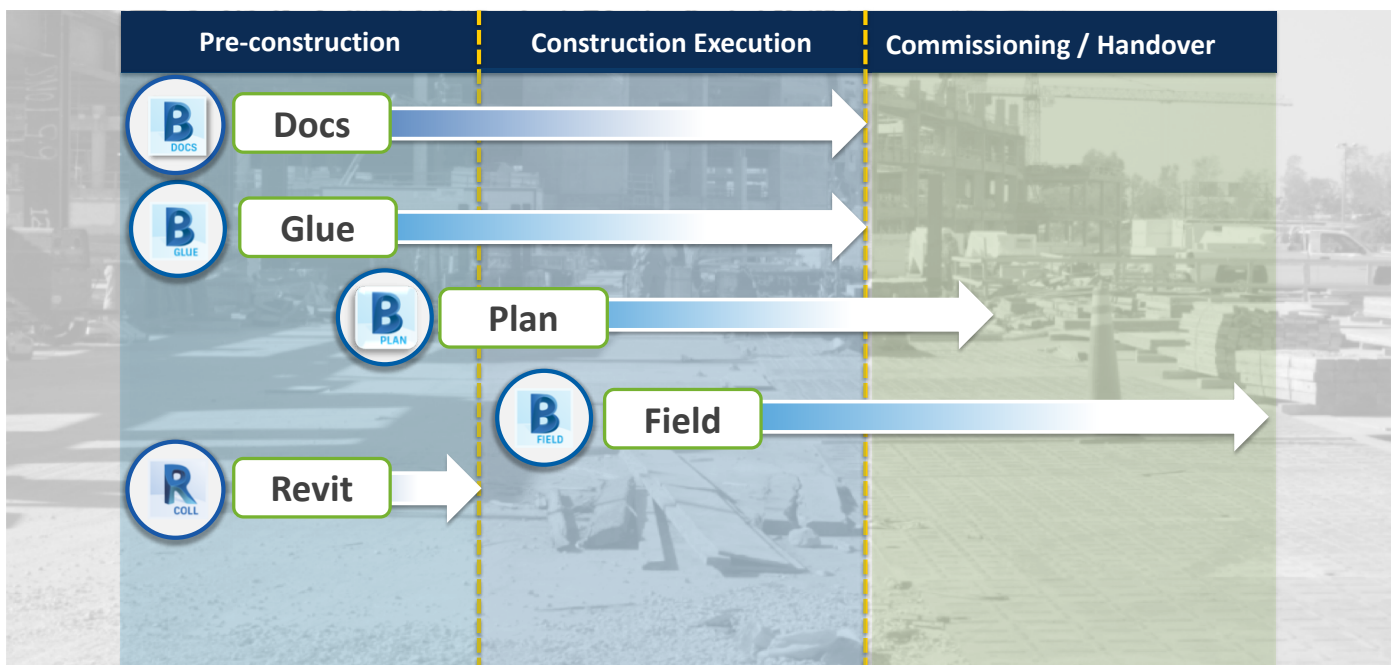 Pre-construction
Construction Execution
Commissioning / Handover
B
DOCS
Docs
B
GLUE
Glue
B
PLAN
Plan
B
FIELD
Field
R
COLL
Revit